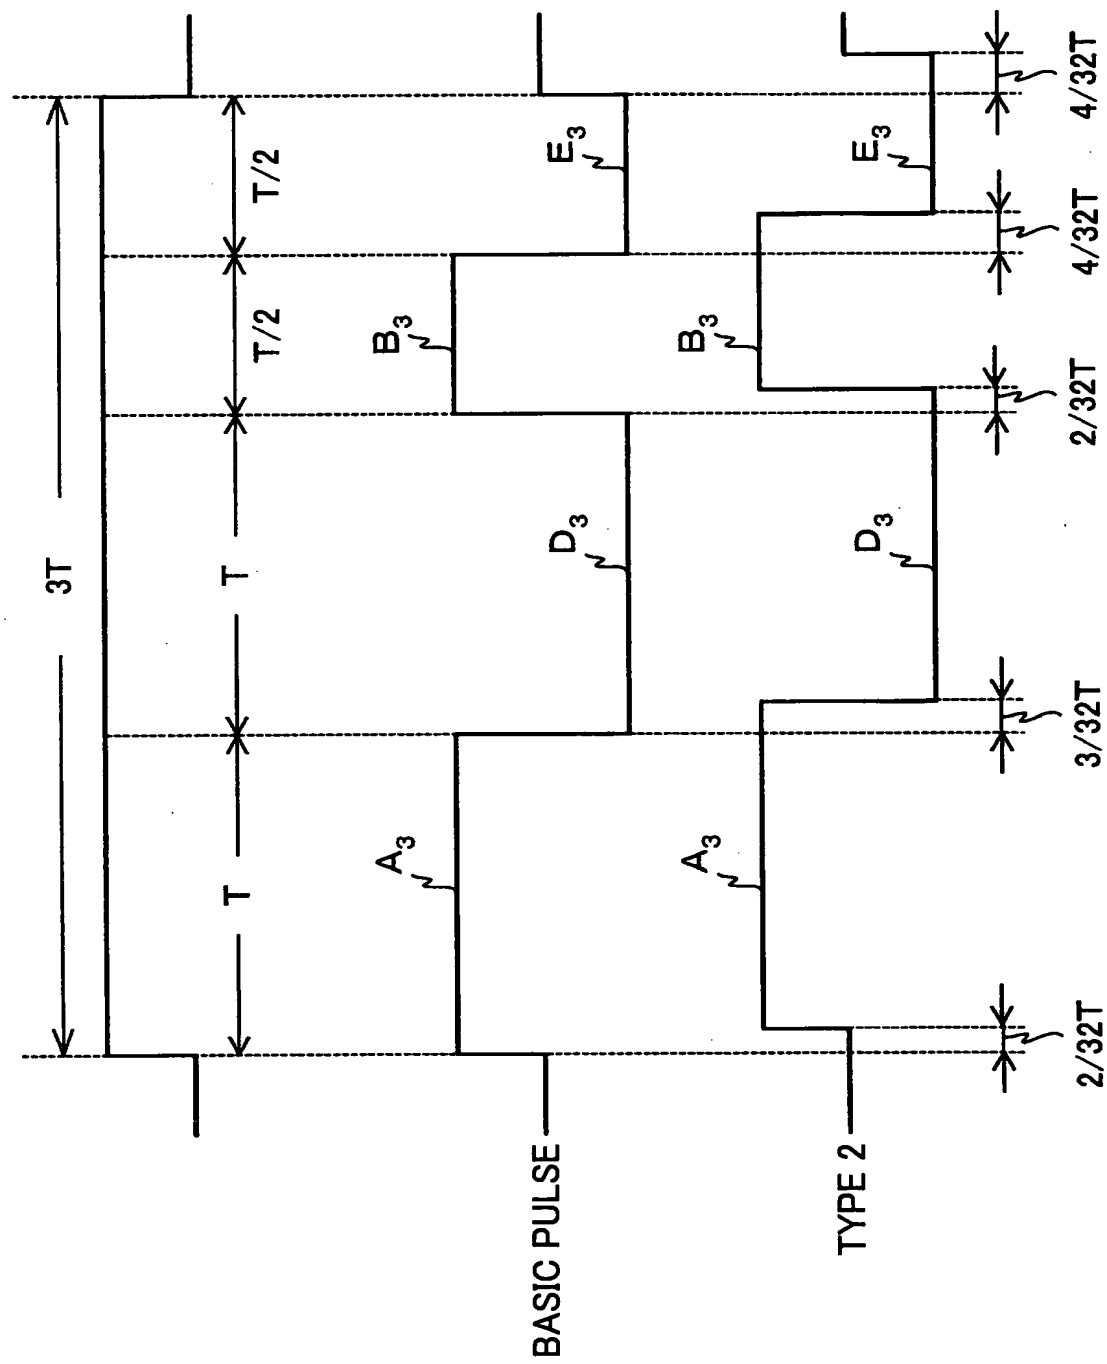 3T
T
T
T/2
T/2
BASIC PULSE
A3
D3
B3
E3
TYPE 2
A3
D3
B3
E3
2/32T
3/32T
2/32T
4/32T
4/32T